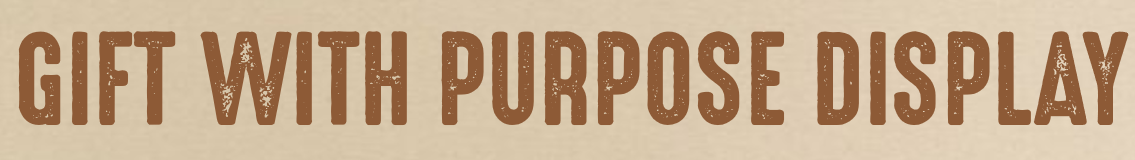 GIFT WITH PURPOSE DISPLAY